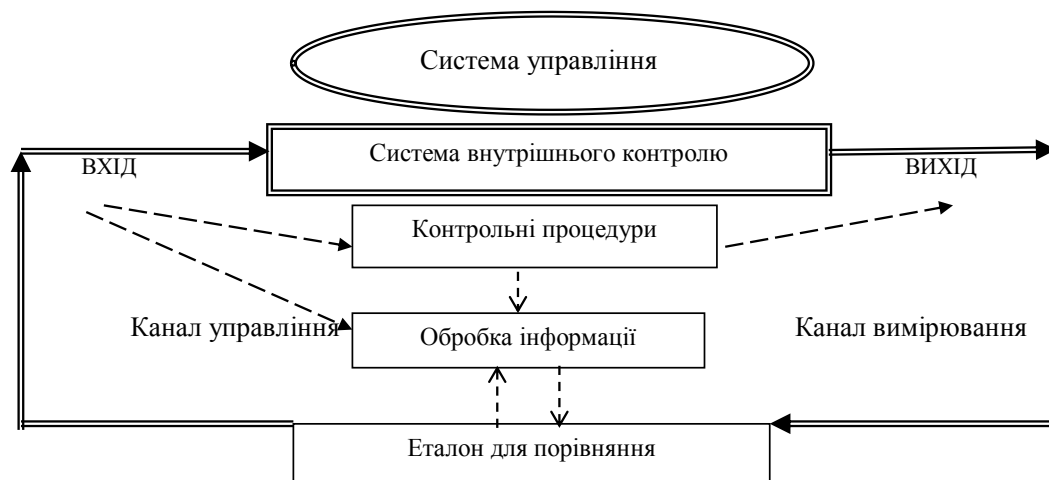 Система управління
Система внутрішнього контролю
ВХІД
ВИХІД
Контрольні процедури
Канал управління
Обробка інформації
Канал вимірювання
Еталон для порівняння